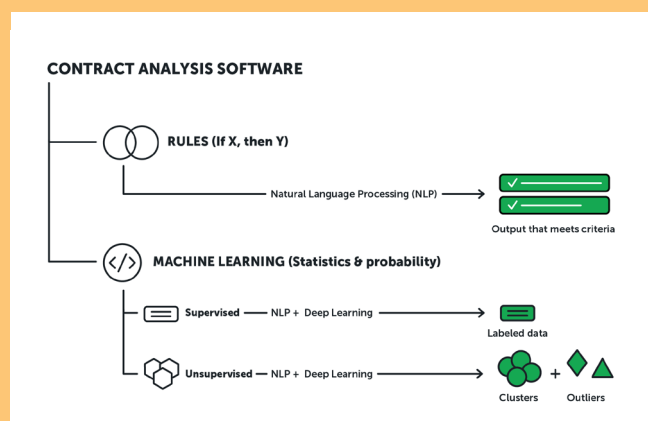 CONTRACT ANALYSIS SOFTWARE
RULES (If X, then Y)
Natural Language Processing (NLP)
Output that meets criteria
</>
MACHINE LEARNING (Statistics & probability)
Supervised — NLP + Deep Learning
Labeled data
Unsupervised — NLP + Deep Learning
+
Clusters
Outliers